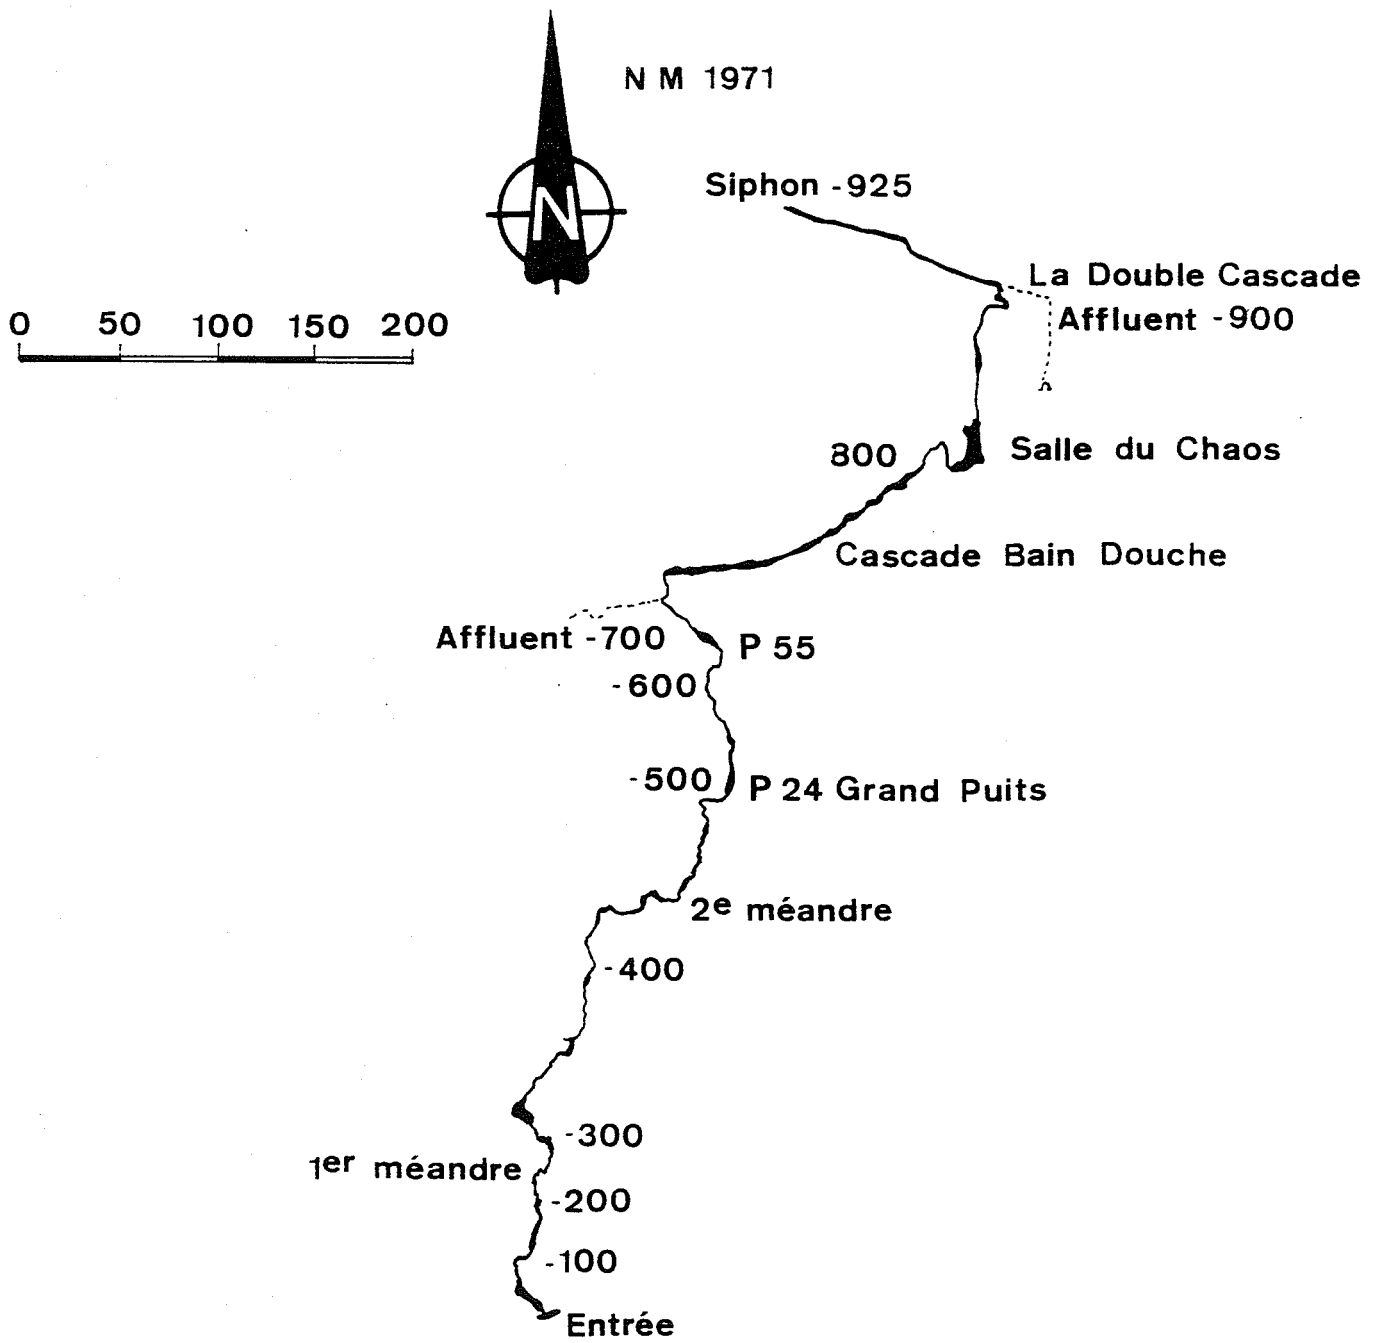 N M 1971
N
Siphon -925
La Double Cascade
Affluent -900
0 50 100 150 200
800
Salle du Chaos
Cascade Bain Douche
Affluent -700
P 55
-600
-500
P 24 Grand Puits
2e méandre
-400
-300
1er méandre
-200
-100
Entrée